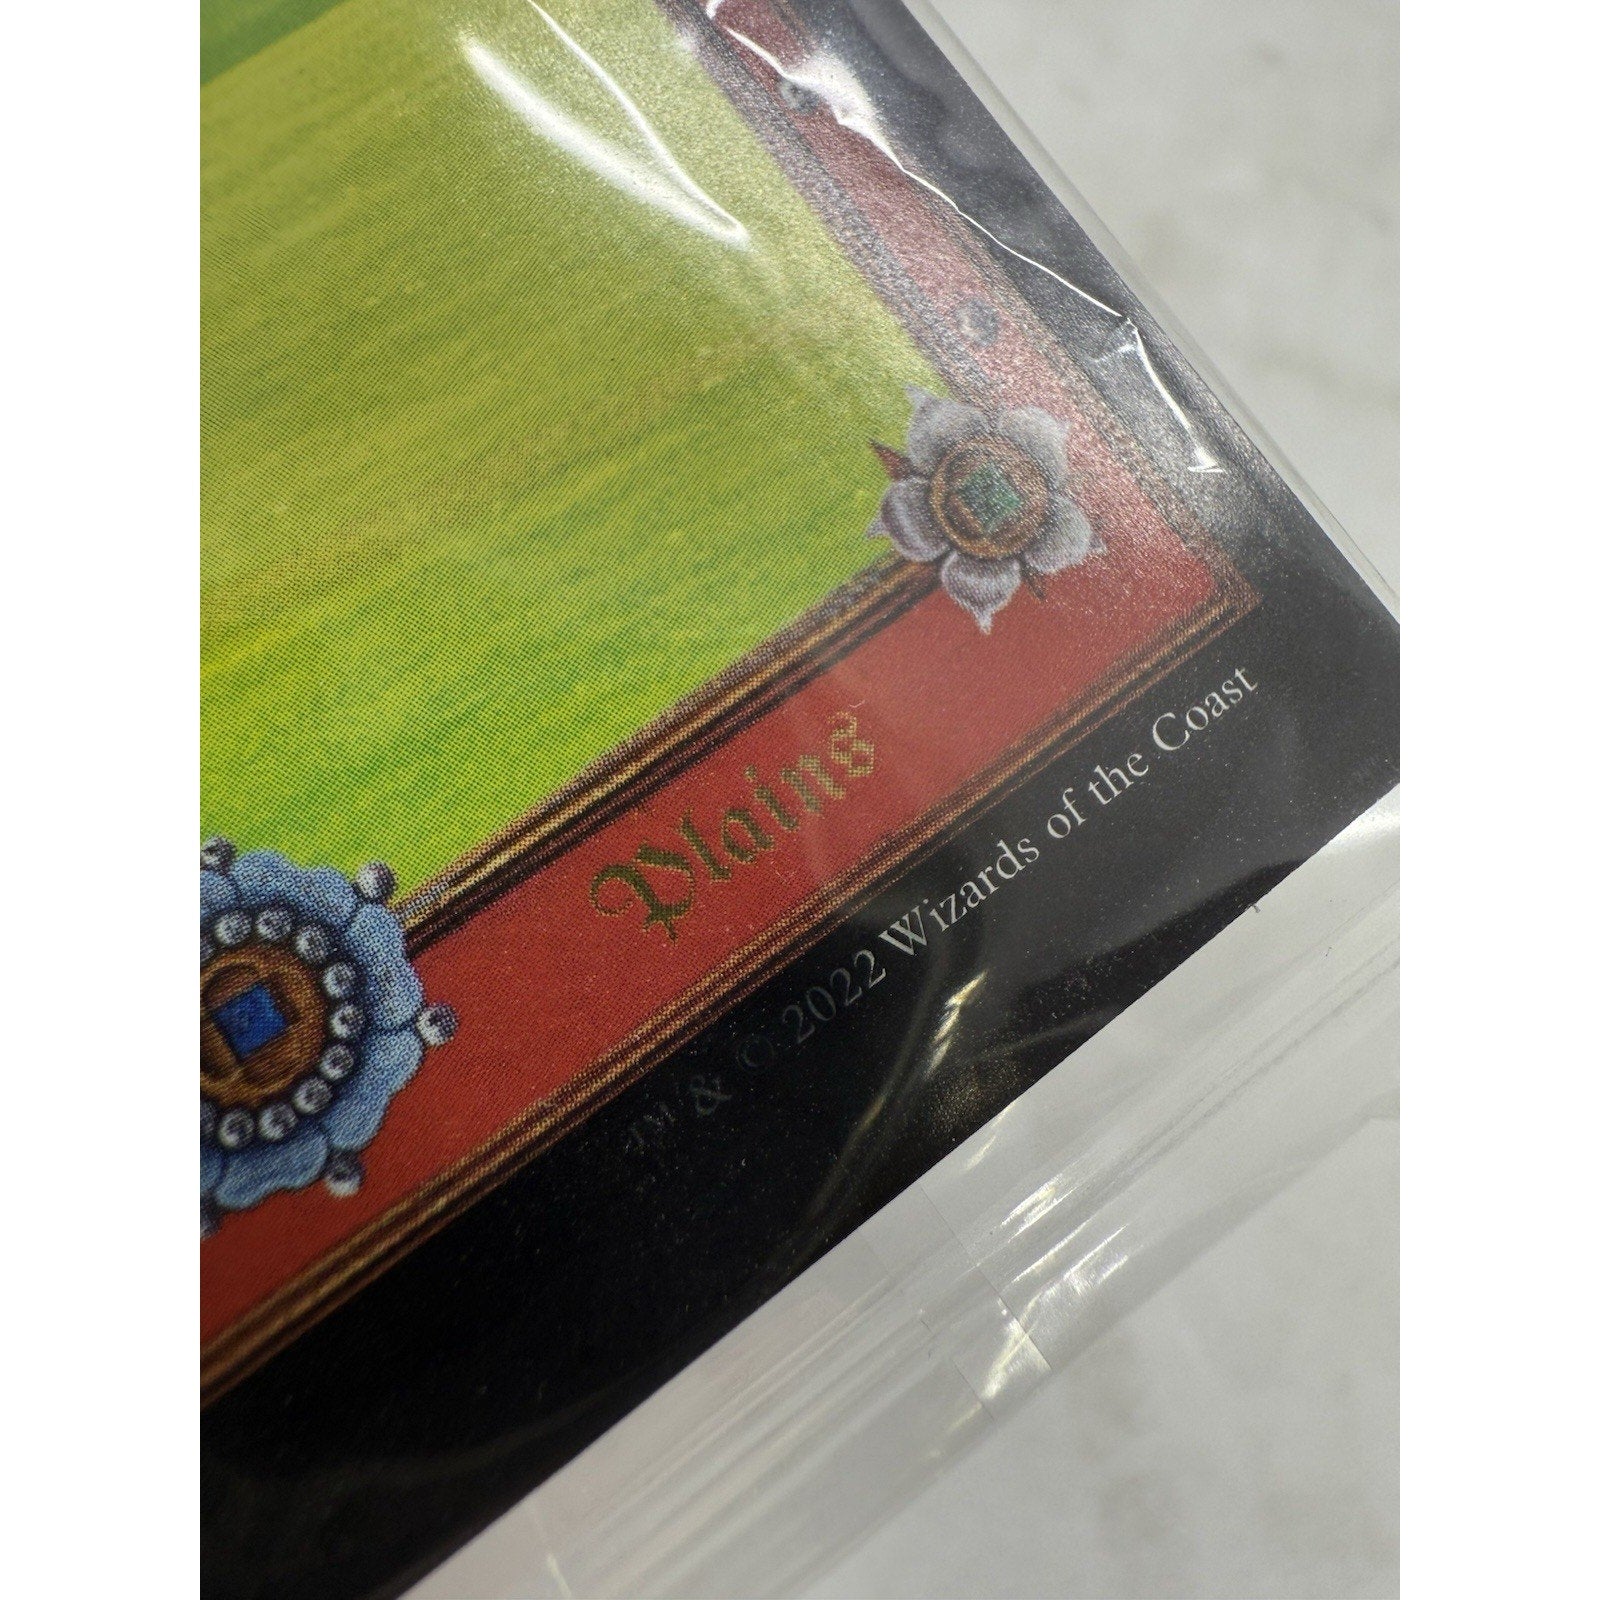 Plains
TM & © 2022 Wizards of the Coast